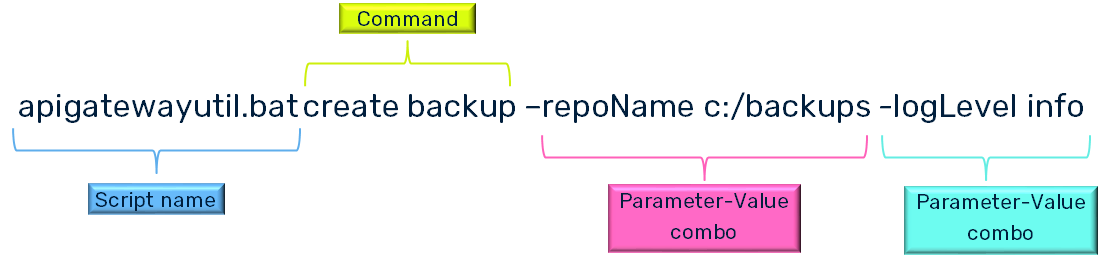 Command
apigatewayutil.bat create backup –repoName c:/backups -logLevel info
Script name
Parameter-Value
combo
Parameter-Value
combo